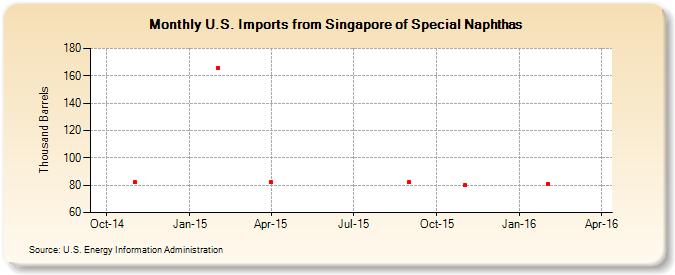 Monthly U.S. Imports from Singapore of Special Naphthas
Thousand Barrels
180
160
140
120
100
80
60
Oct-14
Jan-15
Apr-15
Jul-15
Oct-15
Jan-16
Apr-16
Source: U.S. Energy Information Administration